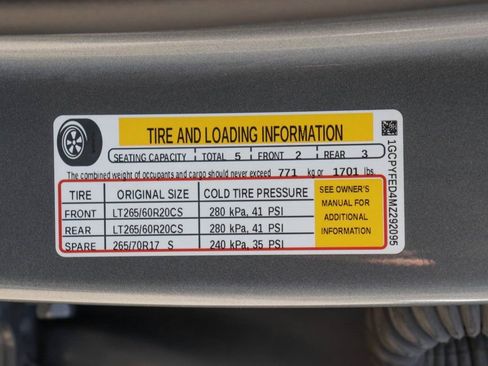 TIRE AND LOADING INFORMATION
SEATING CAPACITY TOTAL 5 FRONT 2 REAR 3
The combined weight of occupants and cargo should never exceed 771 kg or 1701 lbs.
TIRE ORIGINAL SIZE COLD TIRE PRESSURE
FRONT LT265/60R20CS 280 kPa, 41 PSI
REAR LT265/60R20CS 280 kPa, 41 PSI
SPARE 265/70R17 S 240 kPa, 35 PSI
SEE OWNER'S
MANUAL FOR
ADDITIONAL
INFORMATION
1GCPYFED4MZ292095